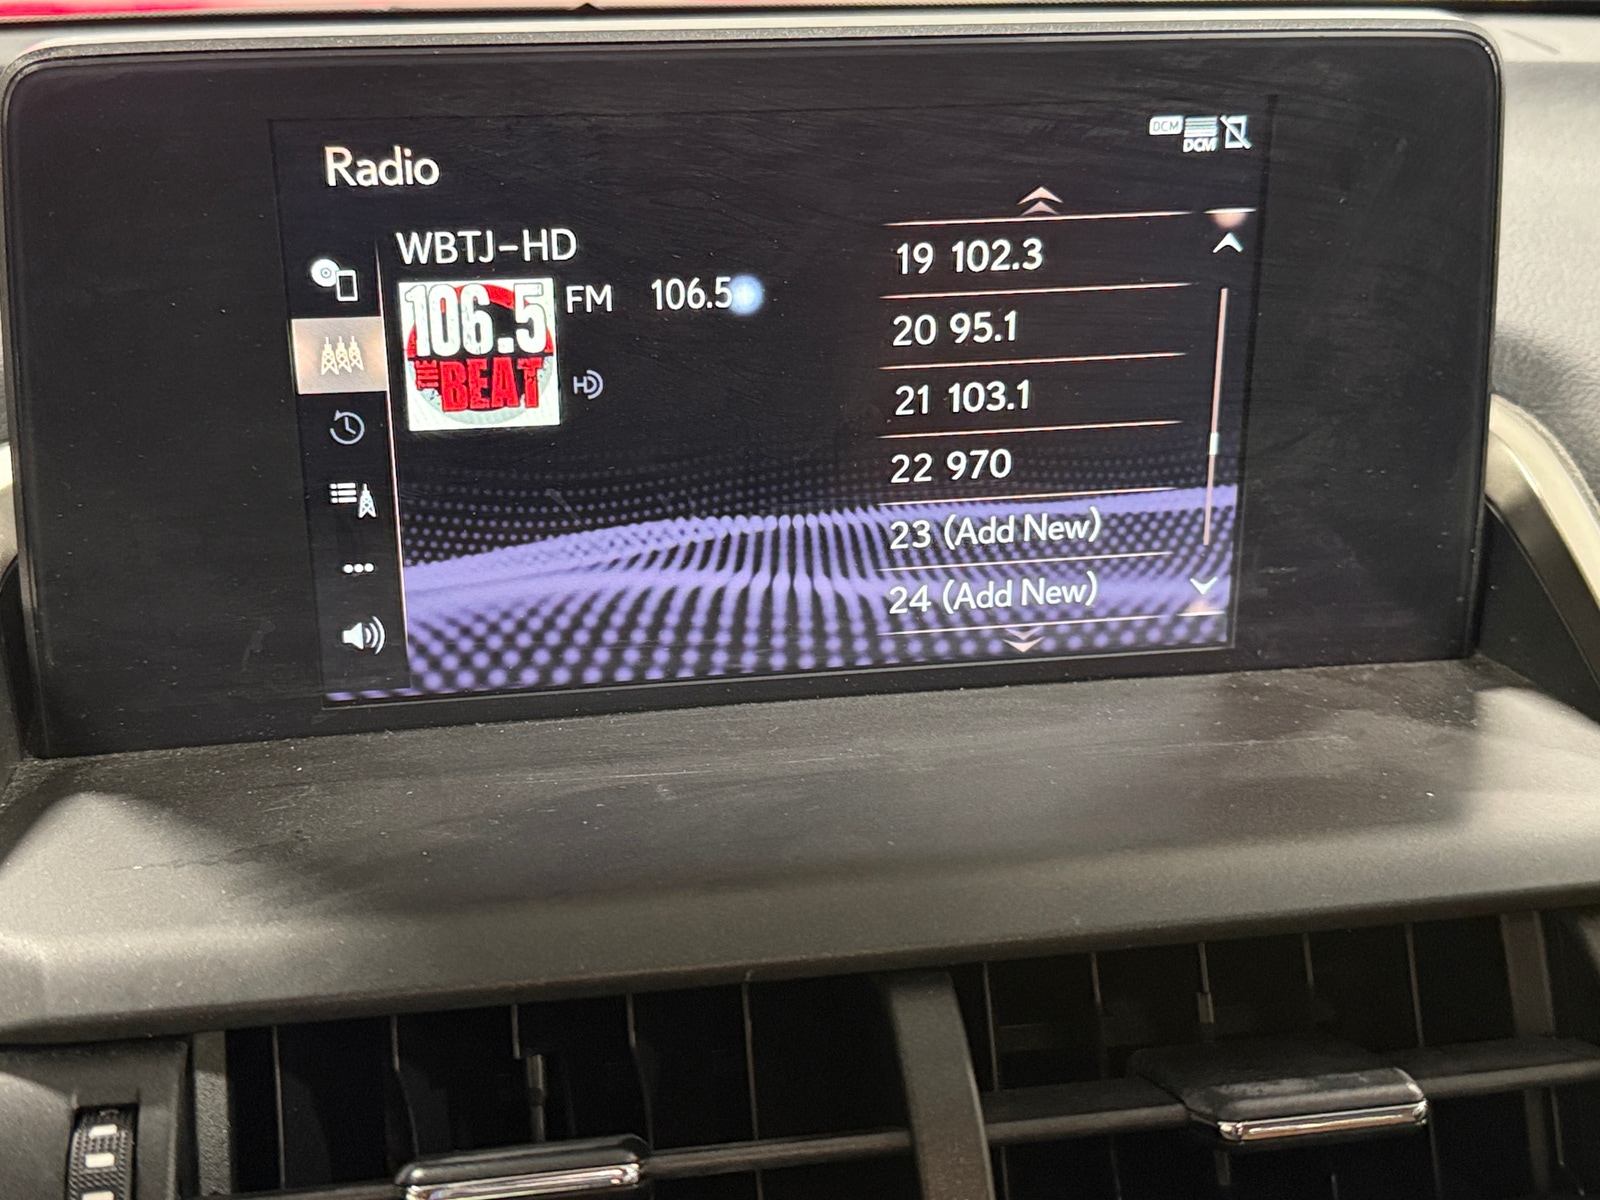 Radio
DCM
DCM
WBTJ-HD
106.5
THE
BEAT
FM 106.5
HD
19 102.3
20 95.1
21 103.1
22 970
23 (Add New)
24 (Add New)